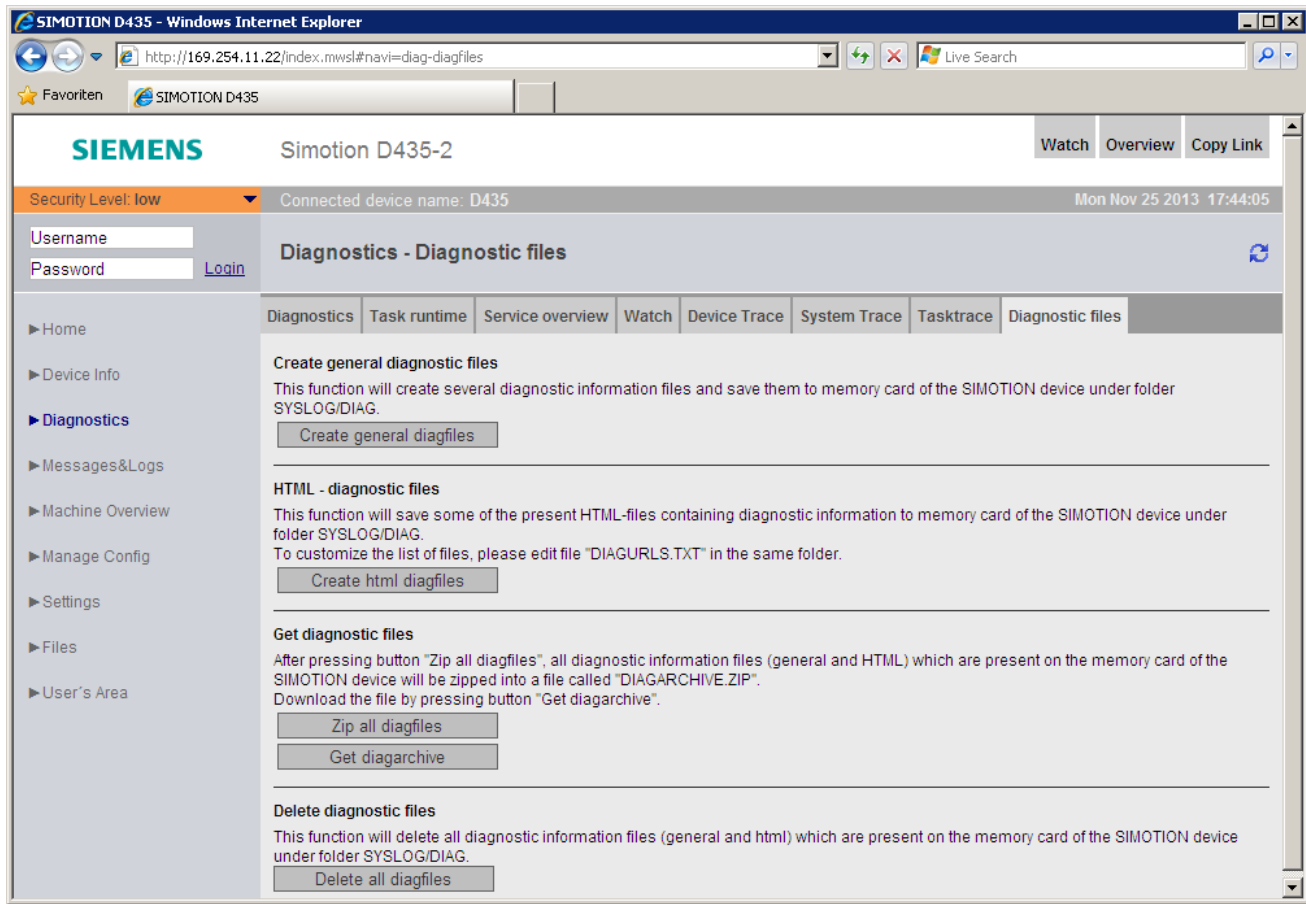 SIMOTION D435 - Windows Internet Explorer
http://169.254.11.22/index.mwsl#navi=diag-diagfiles
Live Search
Favoriten
SIMOTION D435
SIEMENS
Simotion D435-2
Watch
Overview
Copy Link
Security Level: low
Connected device name: D435
Mon Nov 25 2013 17:44:05
Username
Password
Login
Diagnostics - Diagnostic files
►Home
►Device Info
►Diagnostics
►Messages&Logs
►Machine Overview
►Manage Config
►Settings
►Files
►User´s Area
Diagnostics
Task runtime
Service overview
Watch
Device Trace
System Trace
Tasktrace
Diagnostic files
Create general diagnostic files
This function will create several diagnostic information files and save them to memory card of the SIMOTION device under folder
SYSLOG/DIAG.
Create general diagfiles
HTML - diagnostic files
This function will save some of the present HTML-files containing diagnostic information to memory card of the SIMOTION device under
folder SYSLOG/DIAG.
To customize the list of files, please edit file "DIAGURLS.TXT" in the same folder.
Create html diagfiles
Get diagnostic files
After pressing button "Zip all diagfiles", all diagnostic information files (general and HTML) which are present on the memory card of the
SIMOTION device will be zipped into a file called "DIAGARCHIVE.ZIP".
Download the file by pressing button "Get diagarchive".
Zip all diagfiles
Get diagarchive
Delete diagnostic files
This function will delete all diagnostic information files (general and html) which are present on the memory card of the SIMOTION device
under folder SYSLOG/DIAG.
Delete all diagfiles